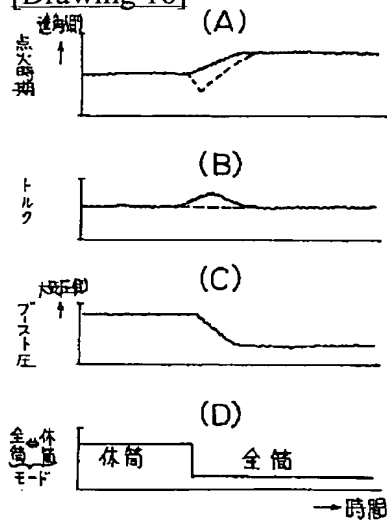 [Drawing 10]
(A)
進角側
点火時期
(B)
トルク
(C)
大気圧側
ブースト圧
(D)
全筒⇔休筒
モード
休筒
全筒
→時間